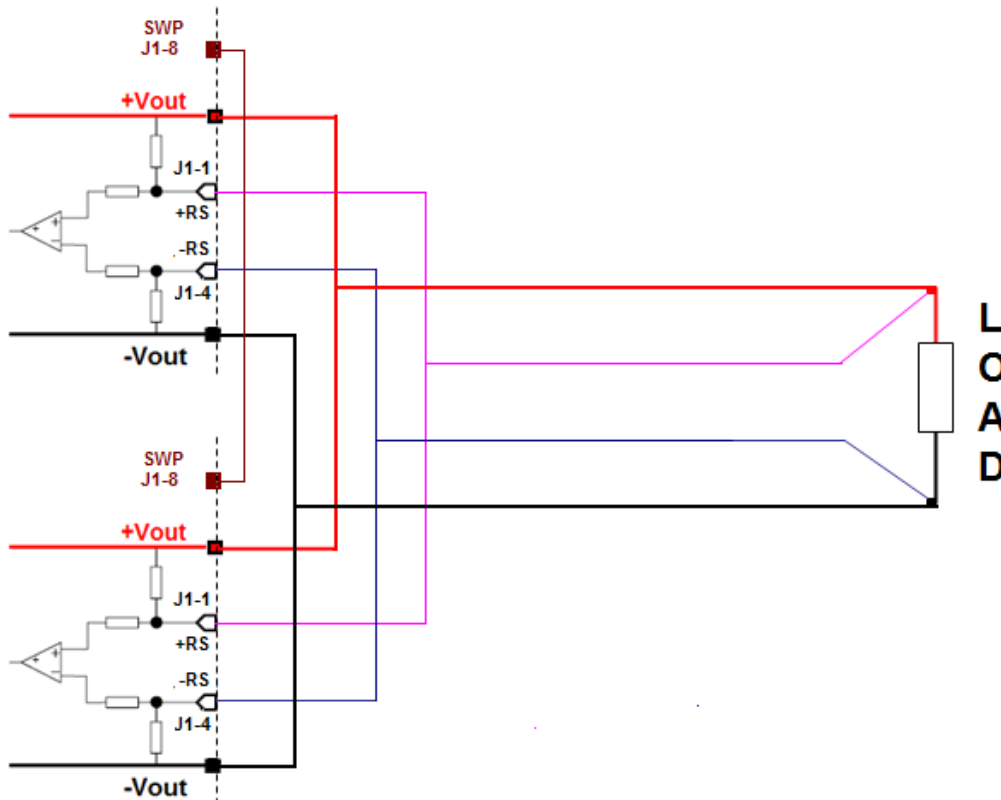 SWP
J1-8
+Vout
J1-1
+RS
-RS
J1-4
-Vout
SWP
J1-8
+Vout
J1-1
+RS
-RS
J1-4
-Vout
L
O
A
D